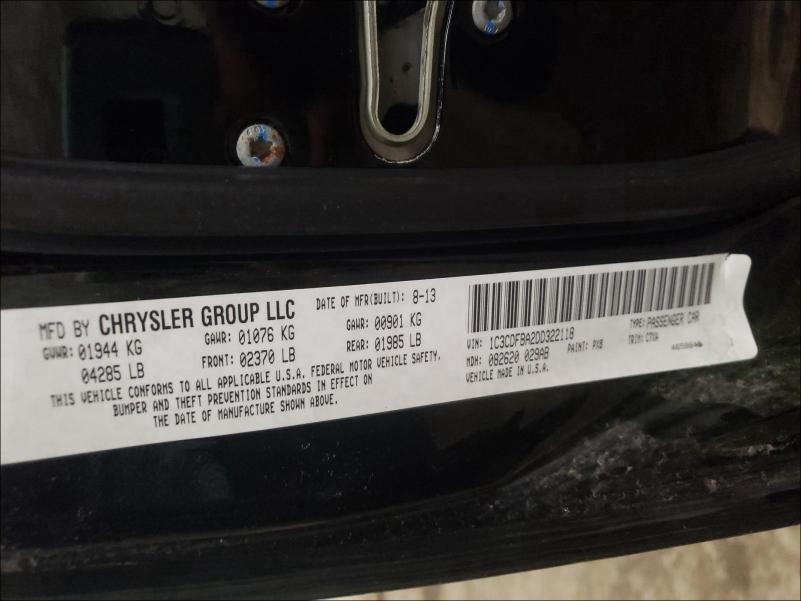 MFD BY CHRYSLER GROUP LLC
DATE OF MFR(BUILT): 8-13
GVWR: 01944 KG
04285 LB
GAWR: 01076 KG
FRONT: 02370 LB
GAWR: 00901 KG
REAR: 01985 LB
THIS VEHICLE CONFORMS TO ALL APPLICABLE U.S.A. FEDERAL MOTOR VEHICLE SAFETY,
BUMPER AND THEFT PREVENTION STANDARDS IN EFFECT ON
THE DATE OF MANUFACTURE SHOWN ABOVE.
VIN: 1C3CDFBA2DD322118
TYPE: PASSENGER CAR
MDH: 082620 029AB
PAINT: PX8
TRIM: CTXA
VEHICLE MADE IN U.S.A.